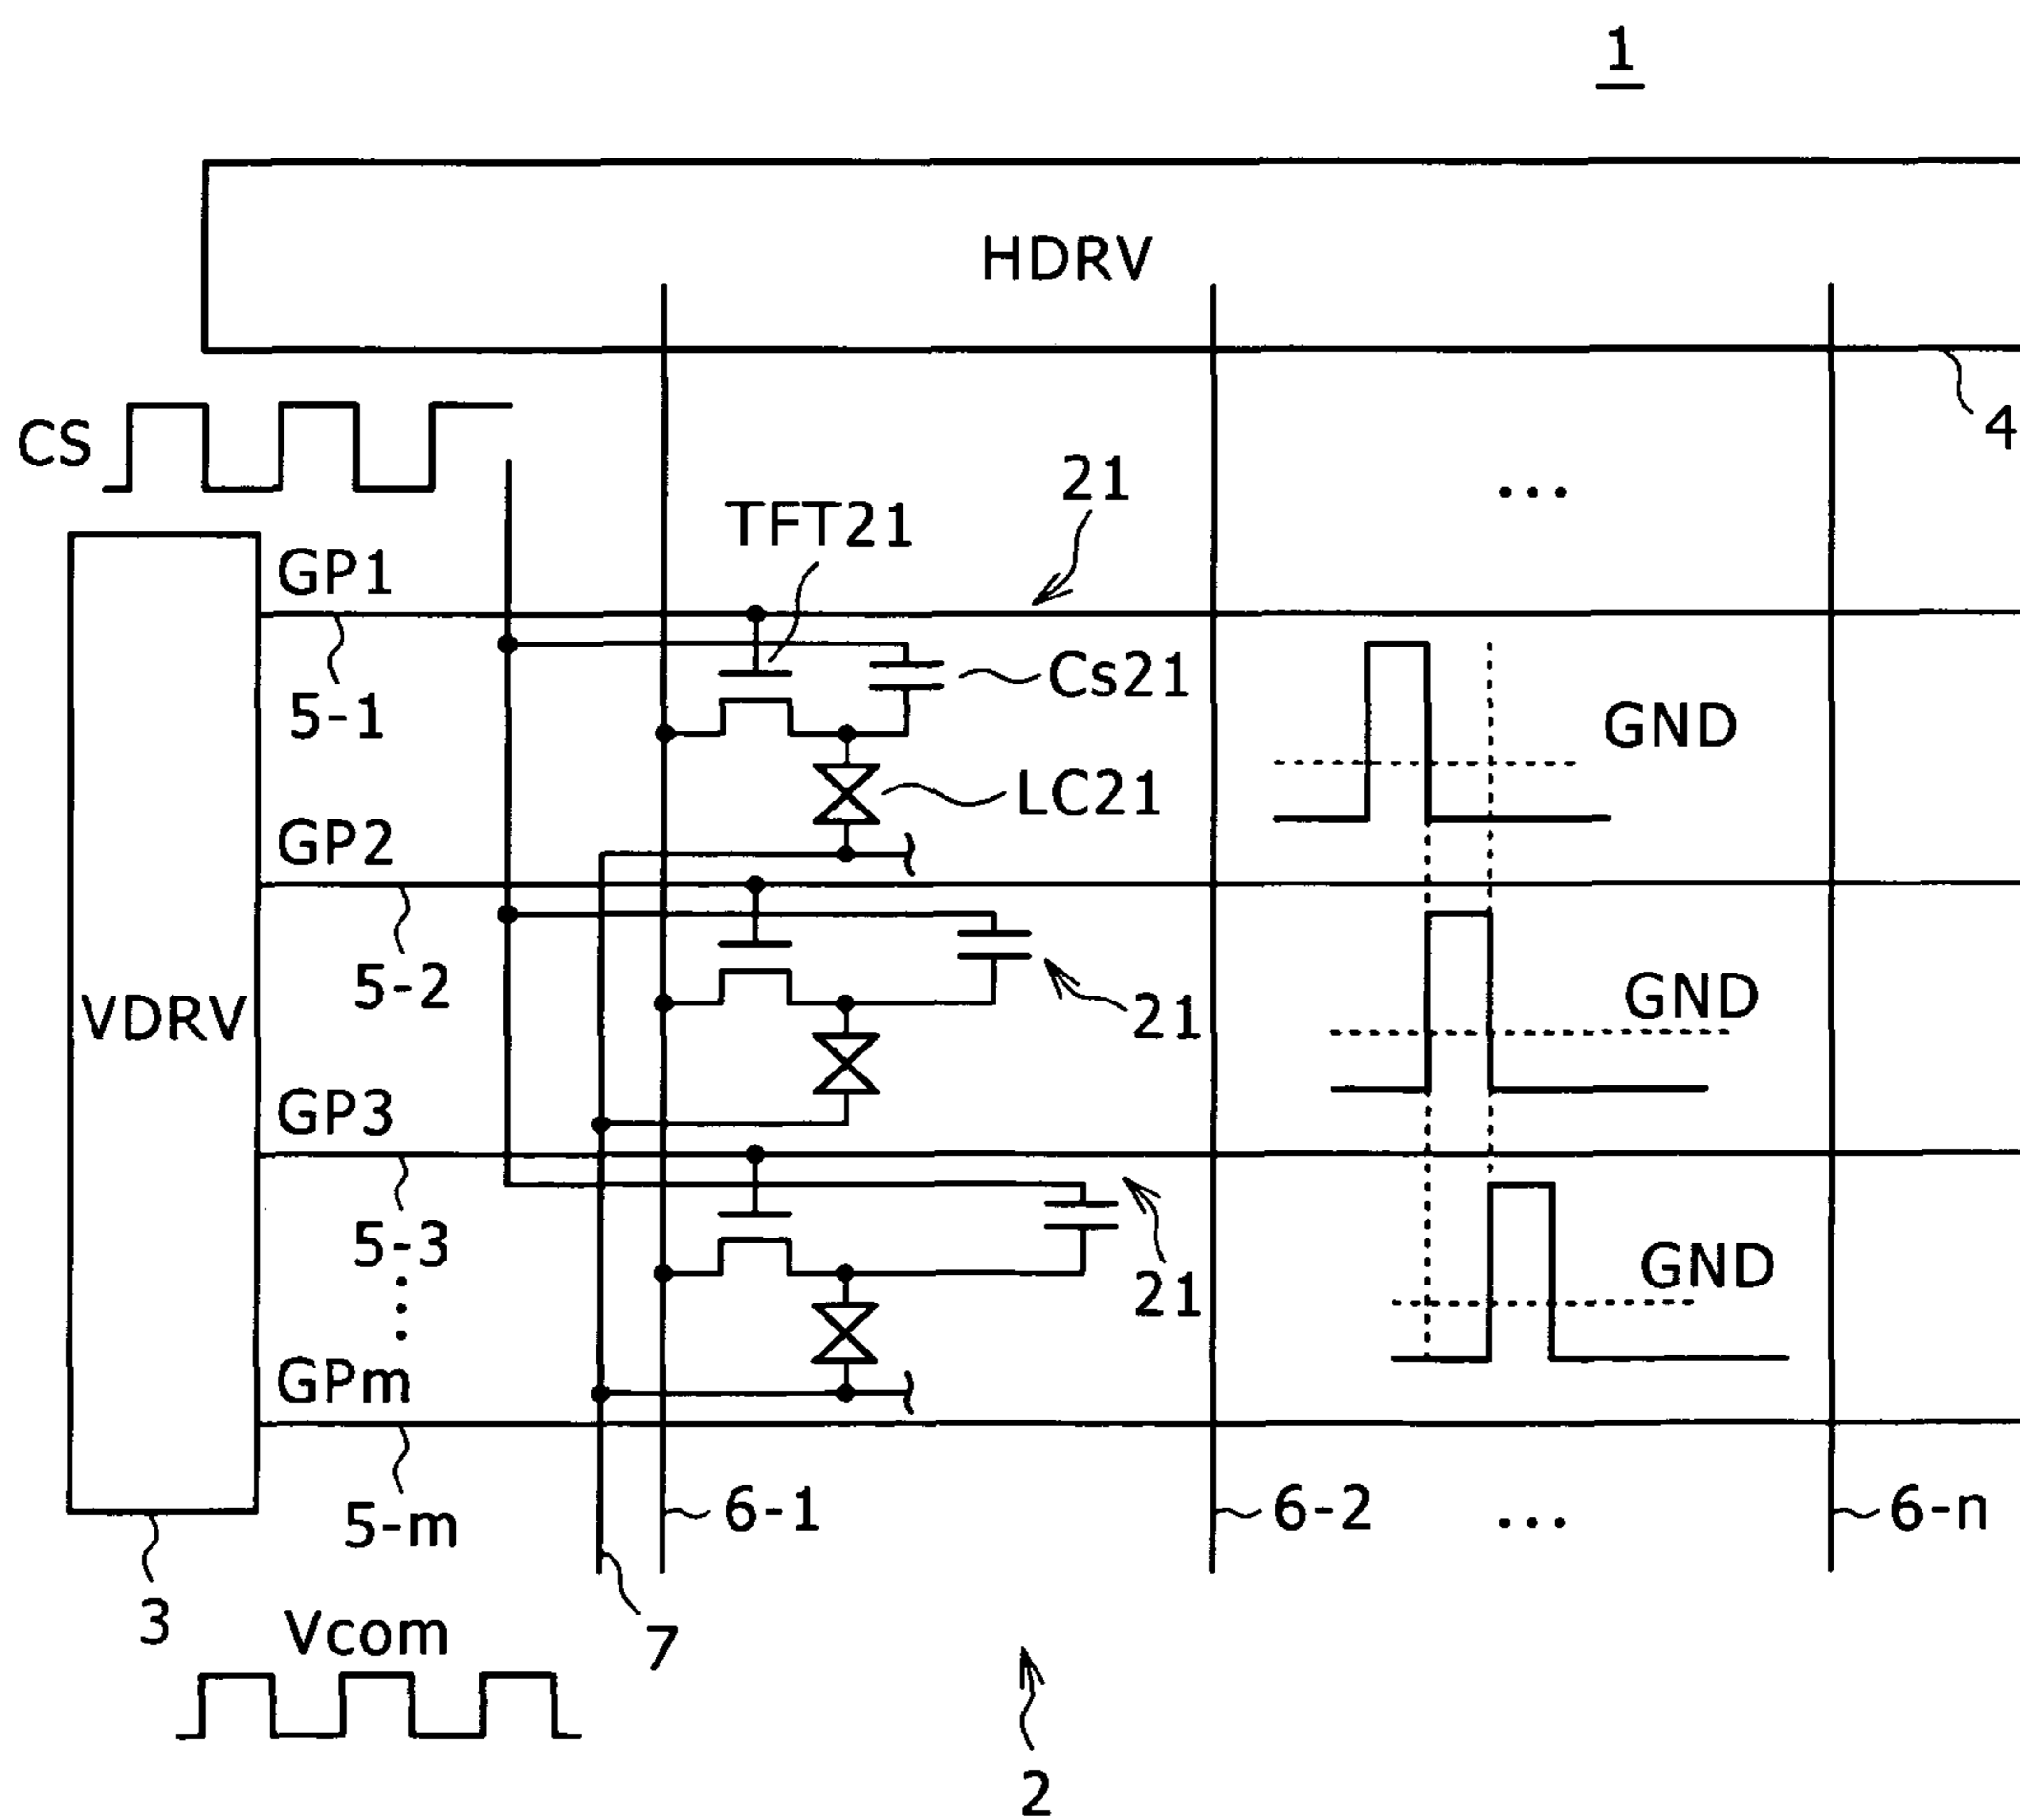 1
HDRV
4
CS
21
...
TFT21
GP1
5-1
Cs21
GND
LC21
GP2
5-2
21
GND
VDRV
GP3
5-3
21
GND
GPm
5-m
6-1
6-2
...
6-n
3
7
Vcom
2